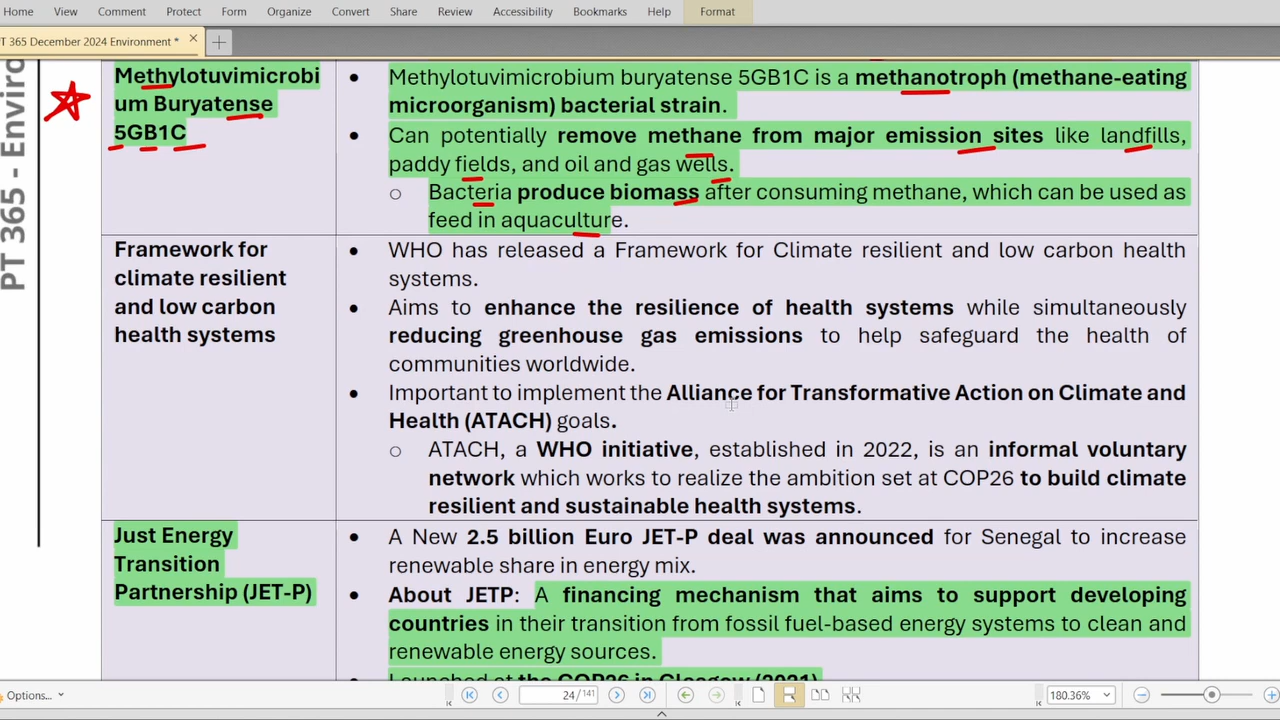 Home View Comment Protect Form Organize Convert Share Review Accessibility Bookmarks Help Format
PT 365 December 2024 Environment *
PT 365 - Enviro
Methylotuvimicrobi
um Buryatense
5GB1C
• Methylotuvimicrobium buryatense 5GB1C is a methanotroph (methane-eating
microorganism) bacterial strain.
• Can potentially remove methane from major emission sites like landfills,
paddy fields, and oil and gas wells.
o Bacteria produce biomass after consuming methane, which can be used as
feed in aquaculture.
Framework for
climate resilient
and low carbon
health systems
• WHO has released a Framework for Climate resilient and low carbon health
systems.
• Aims to enhance the resilience of health systems while simultaneously
reducing greenhouse gas emissions to help safeguard the health of
communities worldwide.
• Important to implement the Alliance for Transformative Action on Climate and
Health (ATACH) goals.
o ATACH, a WHO initiative, established in 2022, is an informal voluntary
network which works to realize the ambition set at COP26 to build climate
resilient and sustainable health systems.
Just Energy
Transition
Partnership (JET-P)
• A New 2.5 billion Euro JET-P deal was announced for Senegal to increase
renewable share in energy mix.
• About JETP: A financing mechanism that aims to support developing
countries in their transition from fossil fuel-based energy systems to clean and
renewable energy sources.
• Launched at the COP26 in Glasgow (2021)
Options... 24 / 141 180.36%